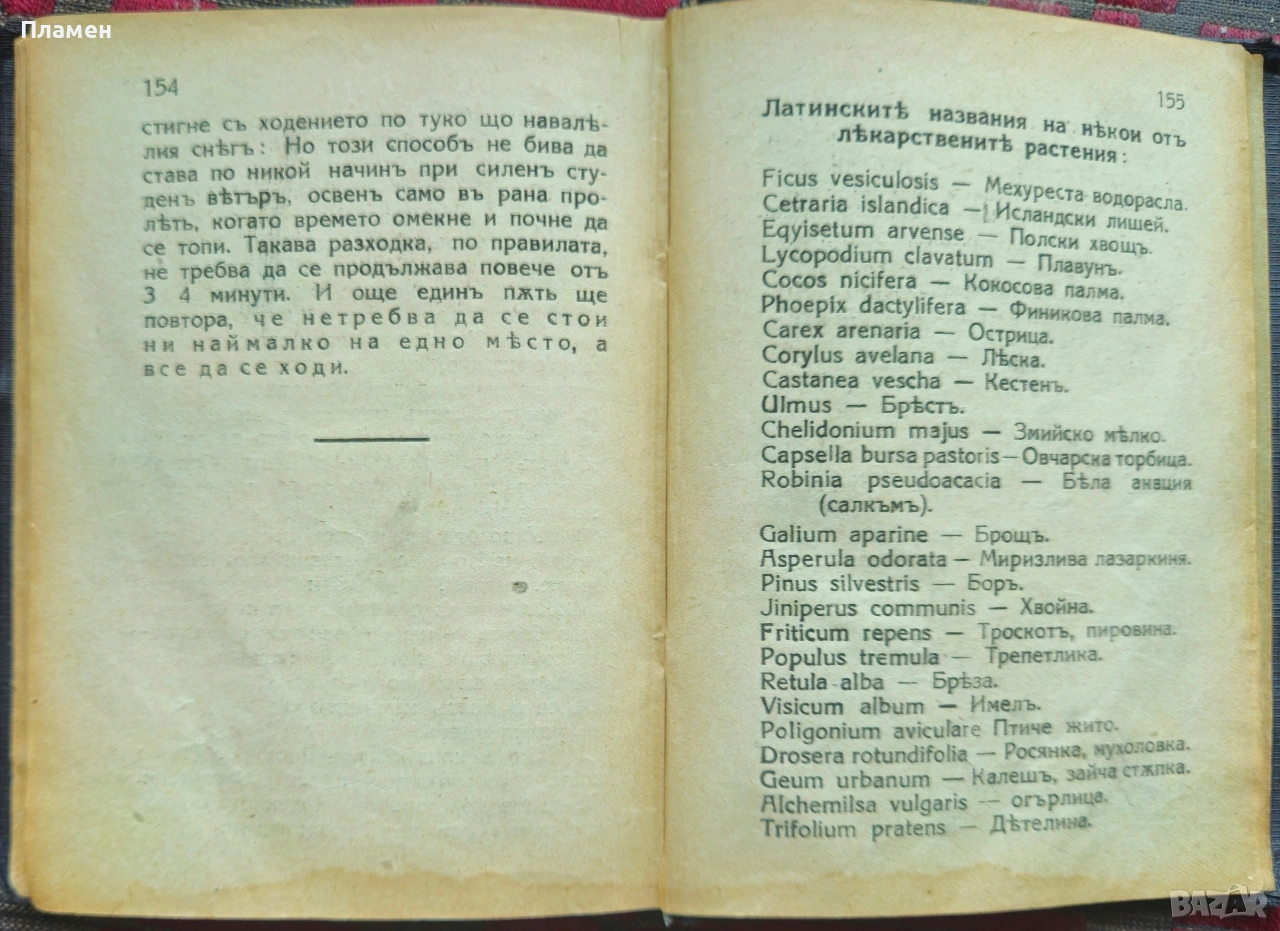 Пламен
154
стигне съ ходението по туко що навалѣ-
лия снѣгъ: Но този способъ не бива да
става по никой начинъ при силен сту-
денъ вѣтъръ, освенъ само въ рана про-
лѣть, когато времето омекне и почне да
се топи. Такава разходка, по правилата,
не требва да се продължава повече отъ
3 4 минути. И още единъ пѫть ще
повтора, че нетребва да се стои
ни наймалко на едно мѣсто, а
все да се ходи.
155
Латинскитѣ названия на нѣкои отъ
лѣкарственитѣ растения:
Ficus vesiculosis — Мехуреста водорасла.
Cetraria islandica — Исландски лишей.
Eqyisetum arvense — Полски хвощъ.
Lycopodium clavatum — Плавунъ.
Cocos nicifera — Кокосова палма.
Phoepix dactylifera — Финикова палма.
Carex arenaria — Острица.
Corylus avelana — Лѣска.
Castanea vescha — Кестенъ.
Ulmus — Брѣстъ.
Chelidonium majus — Змийско мѣлко.
Capsella bursa pastoris — Овчарска торбица.
Robinia pseudoacacia — Бѣла акация
(салкъмъ).
Galium aparine — Брощъ.
Asperula odorata — Миризлива лазаркиня.
Pinus silvestris — Боръ.
Jiniperus communis — Хвойна.
Friticum repens — Троскотъ, пировина.
Populus tremula — Трепетлика.
Retula alba — Брѣза.
Visicum album — Имелъ.
Poligonium aviculare Птиче жито.
Drosera rotundifolia — Росянка, мухоловка.
Geum urbanum — Калешъ, зайча стѫпка.
Alchemilsa vulgaris — огърлица.
Trifolium pratens — Дѣтелина.
BAZAR